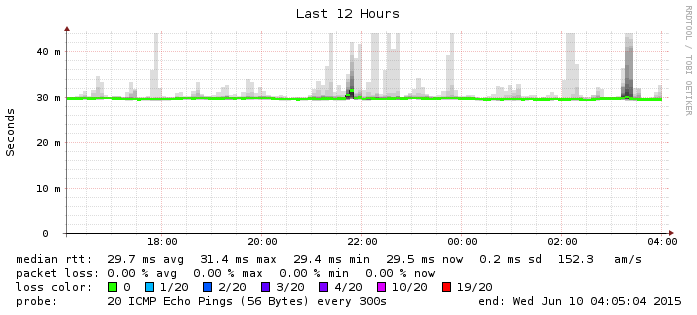 Last 12 Hours
RRDTOOL / TOBI OETIKER
Seconds
40 m
30 m
20 m
10 m
0
18:00 20:00 22:00 00:00 02:00 04:00
median rtt: 29.7 ms avg 31.4 ms max 29.4 ms min 29.5 ms now 0.2 ms sd 152.3 am/s
packet loss: 0.00 % avg 0.00 % max 0.00 % min 0.00 % now
loss color: 0 1/20 2/20 3/20 4/20 10/20 19/20
probe: 20 ICMP Echo Pings (56 Bytes) every 300s end: Wed Jun 10 04:05:04 2015